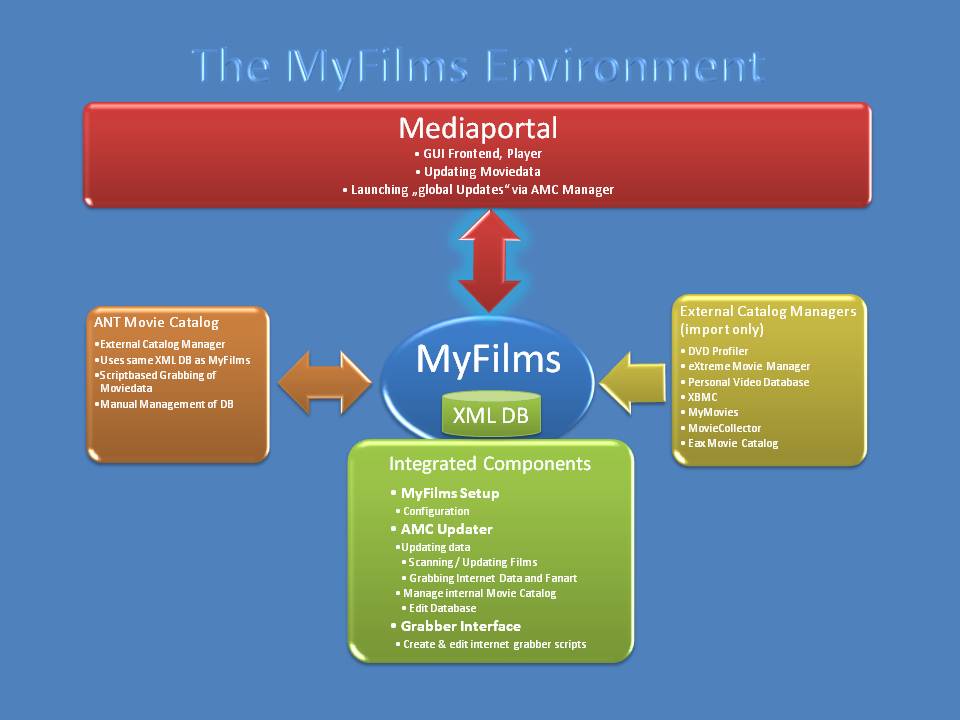 The MyFilms Environment
Mediaportal
• GUI Frontend, Player
• Updating Moviedata
• Launching „global Updates“ via AMC Manager
ANT Movie Catalog
•External Catalog Manager
•Uses same XML DB as MyFilms
•Scriptbased Grabbing of
Moviedata
•Manual Management of DB
MyFilms
XML DB
External Catalog Managers
(import only)
• DVD Profiler
• eXtreme Movie Manager
• Personal Video Database
• XBMC
• MyMovies
• MovieCollector
• Eax Movie Catalog
Integrated Components
• MyFilms Setup
• Configuration
• AMC Updater
•Updating data
• Scanning / Updating Films
• Grabbing Internet Data and Fanart
• Manage internal Movie Catalog
• Edit Database
• Grabber Interface
• Create & edit internet grabber scripts